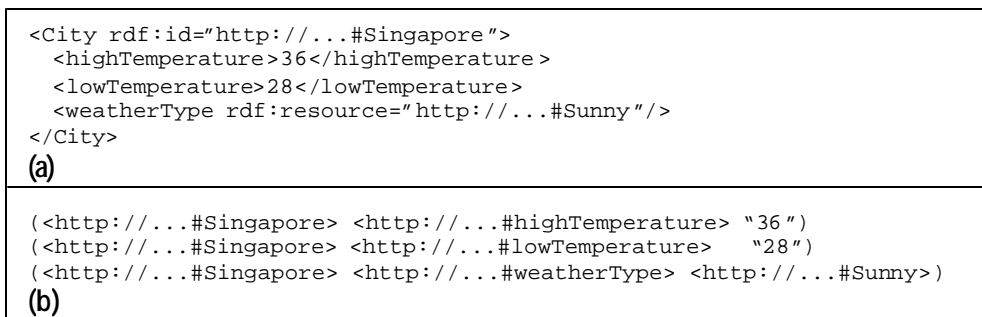 <City rdf:id="http://...#Singapore">
<highTemperature>36</highTemperature>
<lowTemperature>28</lowTemperature>
<weatherType rdf:resource="http://...#Sunny"/>
</City>
(a)
(<http://...#Singapore> <http://...#highTemperature> “36”)
(<http://...#Singapore> <http://...#lowTemperature> “28”)
(<http://...#Singapore> <http://...#weatherType> <http://...#Sunny>)
(b)